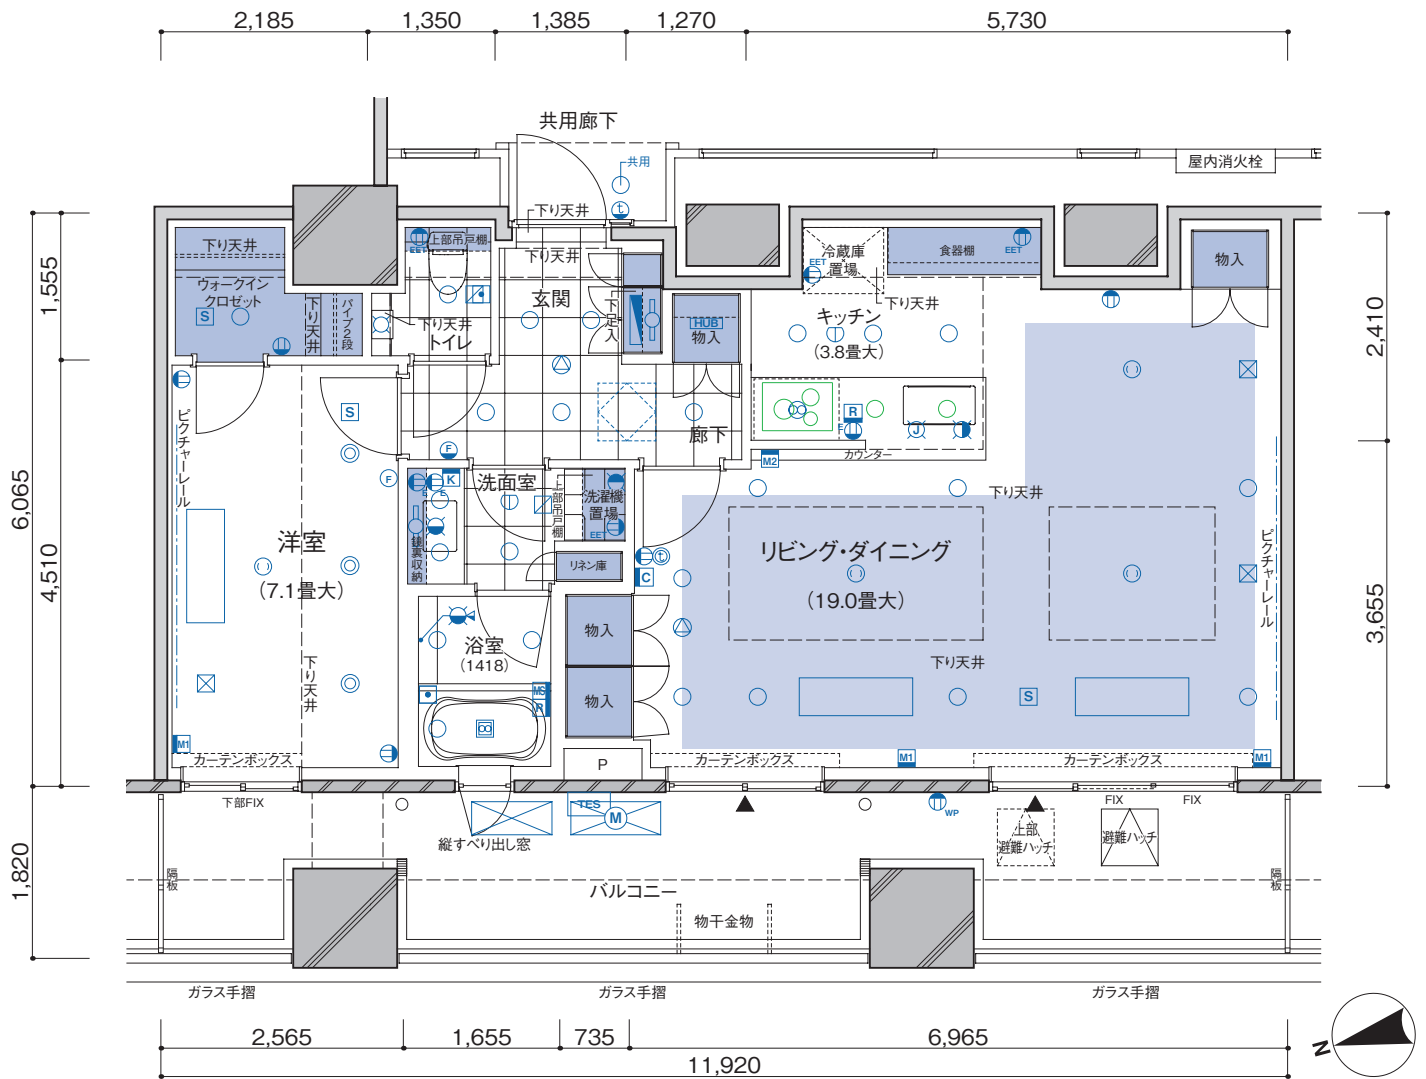 2,185
1,350
1,385
1,270
5,730
共用廊下
共用
屋内消火栓
t
下り天井
下り天井
上部吊戸棚
EET
下り天井
ウォークイン
クロゼット
S
下り天井
パイプ2段
下り天井
トイレ
玄関
下足入
HUB
物入
冷蔵庫
置場
EET
食器棚
EET
下り天井
キッチン
(3.8畳大)
物入
1,555
2,410
6,065
4,510
3,655
1,820
S
ピクチャーレール
F
F
廊下
R
E
J
カウンター
M2
下り天井
K
E
E
洗面室
上部吊戸棚
洗濯機
置場
EET
鏡裏収納
リネン庫
t
C
洋室
(7.1畳大)
下り天井
リビング・ダイニング
(19.0畳大)
ピクチャーレール
下り天井
浴室
(1418)
物入
物入
MS
R
S
M1
カーテンボックス
P
カーテンボックス
M1
カーテンボックス
M1
下部FIX
TES
M
縦すべり出し窓
WP
FIX
FIX
上部
避難ハッチ
避難ハッチ
隔板
隔板
バルコニー
物干金物
ガラス手摺
ガラス手摺
ガラス手摺
2,565
1,655
735
6,965
11,920
N